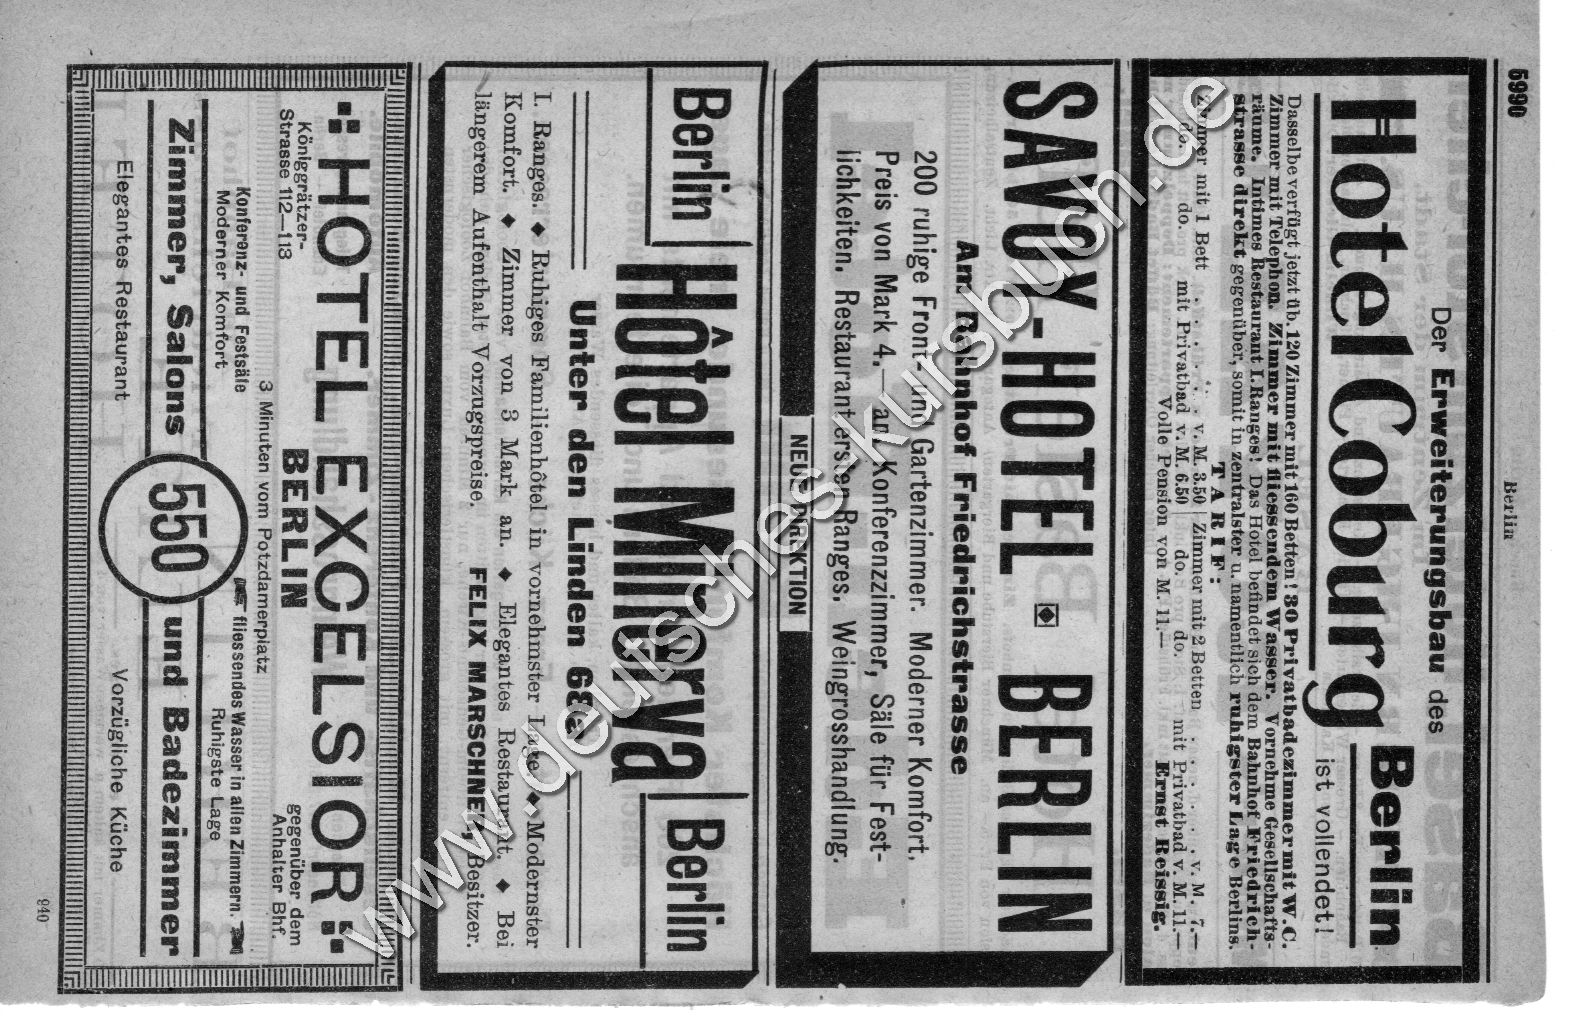 5990
Berlin
Der Erweiterungsbau des
Hotel Coburg Berlin
ist vollendet!
Dasselbe verfügt jetzt üb. 120 Zimmer mit 160 Betten! 30 Privatbadezimmer mit W. C.
Zimmer mit Telephon. Zimmer mit fliessendem Wasser. Vornehme Gesellschafts-
räume. Intimes Restaurant I. Ranges! Das Hotel befindet sich dem Bahnhof Friedrich-
strasse direkt gegenüber, somit in zentralster u. namentlich ruhigster Lage Berlins.
TARIF:
Zimmer mit 1 Bett . . . . . . v. M. 3.50
do. do. mit Privatbad v. M. 6.50
Zimmer mit 2 Betten . . . . . . v. M. 7.—
do. do. mit Privatbad v. M. 11.—
Volle Pension von M. 11.— Ernst Reissig.
SAVOY-HOTEL BERLIN
Am Bahnhof Friedrichstrasse
200 ruhige Front- und Gartenzimmer. Moderner Komfort.
Preis von Mark 4.— an. Konferenzzimmer, Säle für Fest-
lichkeiten. Restaurant ersten Ranges. Weingrosshandlung.
NEUE DIREKTION
Berlin Hôtel Minerva Berlin
Unter den Linden 68a
I. Ranges. ◆ Ruhiges Familienhôtel in vornehmster Lage ◆ Modernster
Komfort. ◆ Zimmer von 3 Mark an. ◆ Elegantes Restaurant. ◆ Bei
längerem Aufenthalt Vorzugspreise. FELIX MARSCHNER, Besitzer.
HOTEL EXCELSIOR
Königgrätzer-
Strasse 112—113
BERLIN
gegenüber dem
Anhalter Bhf.
3 Minuten vom Potzdamerplatz
Konferenz- und Festsäle
Moderner Komfort
fliessendes Wasser in allen Zimmern.
Ruhigste Lage
Zimmer, Salons 550 und Badezimmer
Elegantes Restaurant Vorzügliche Küche
940
www.deutsches-kursbuch.de